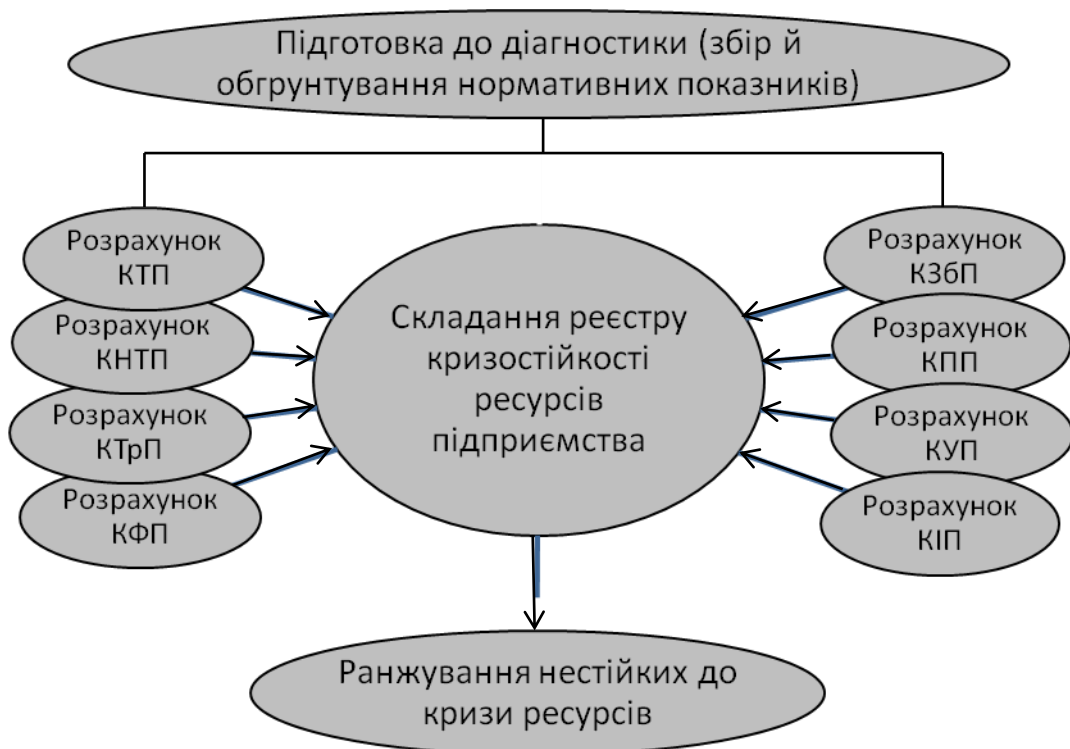 Підготовка до діагностики (збір й
обгрунтування нормативних показників)
Розрахунок
КТП
Розрахунок
КНТП
Розрахунок
КТрП
Розрахунок
КФП
Складання реєстру
кризостійкості
ресурсів
підприємства
Розрахунок
КЗбП
Розрахунок
КПП
Розрахунок
КУП
Розрахунок
КІП
Ранжування нестійких до
кризи ресурсів